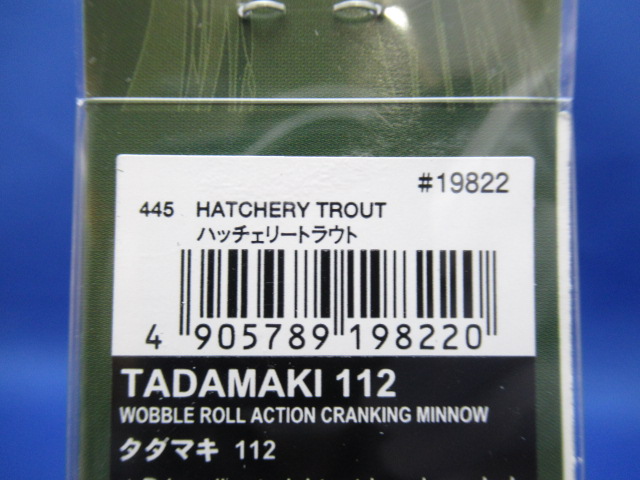 #19822
445 HATCHERY TROUT
ハッチェリートラウト
4 905789 198220
TADAMAKI 112
WOBBLE ROLL ACTION CRANKING MINNOW
タダマキ 112